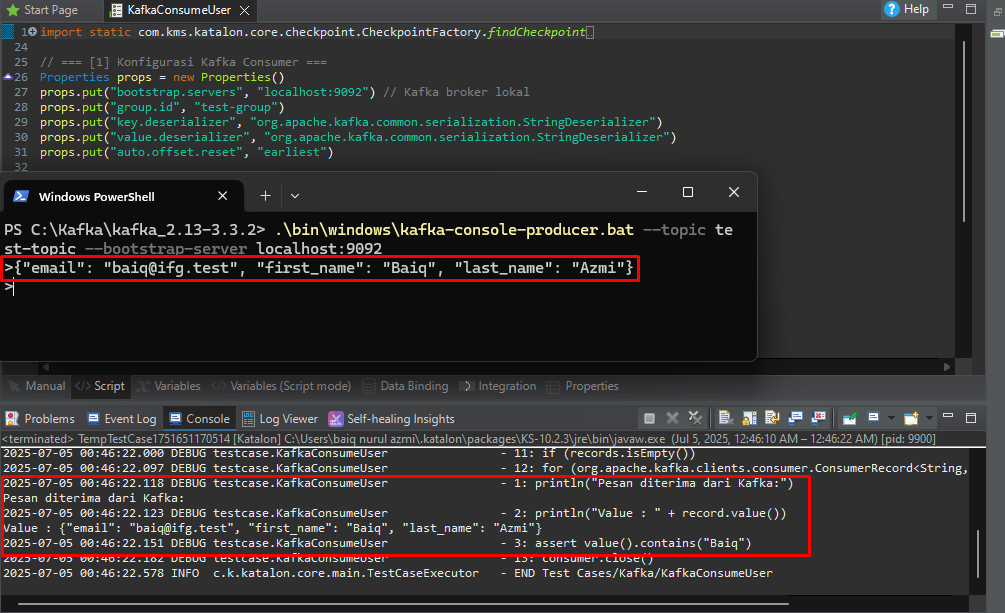 Start Page
KafkaConsumeUser
Help
1 import static com.kms.katalon.core.checkpoint.CheckpointFactory.findCheckpoint
24
25 // === [1] Konfigurasi Kafka Consumer ===
26 Properties props = new Properties()
27 props.put("bootstrap.servers", "localhost:9092") // Kafka broker lokal
28 props.put("group.id", "test-group")
29 props.put("key.deserializer", "org.apache.kafka.common.serialization.StringDeserializer")
30 props.put("value.deserializer", "org.apache.kafka.common.serialization.StringDeserializer")
31 props.put("auto.offset.reset", "earliest")
32
Windows PowerShell
PS C:\Kafka\kafka_2.13-3.3.2> .\bin\windows\kafka-console-producer.bat --topic te
st-topic --bootstrap-server localhost:9092
>{"email": "baiq@ifg.test", "first_name": "Baiq", "last_name": "Azmi"}
>
Manual
Script
Variables
Variables (Script mode)
Data Binding
Integration
Properties
Problems
Event Log
Console
Log Viewer
Self-healing Insights
<terminated> TempTestCase1751651170514 [Katalon] C:\Users\baiq nurul azmi\.katalon\packages\KS-10.2.3\jre\bin\javaw.exe (Jul 5, 2025, 12:46:10 AM – 12:46:22 AM) [pid: 9900]
2025-07-05 00:46:22.000 DEBUG testcase.KafkaConsumeUser - 11: if (records.isEmpty())
2025-07-05 00:46:22.097 DEBUG testcase.KafkaConsumeUser - 12: for (org.apache.kafka.clients.consumer.ConsumerRecord<String,
2025-07-05 00:46:22.118 DEBUG testcase.KafkaConsumeUser - 1: println("Pesan diterima dari Kafka:")
Pesan diterima dari Kafka:
2025-07-05 00:46:22.123 DEBUG testcase.KafkaConsumeUser - 2: println("Value : " + record.value())
Value : {"email": "baiq@ifg.test", "first_name": "Baiq", "last_name": "Azmi"}
2025-07-05 00:46:22.151 DEBUG testcase.KafkaConsumeUser - 3: assert value().contains("Baiq")
2025-07-05 00:46:22.182 DEBUG testcase.KafkaConsumeUser - 13: consumer.close()
2025-07-05 00:46:22.578 INFO c.k.katalon.core.main.TestCaseExecutor - END Test Cases/Kafka/KafkaConsumeUser